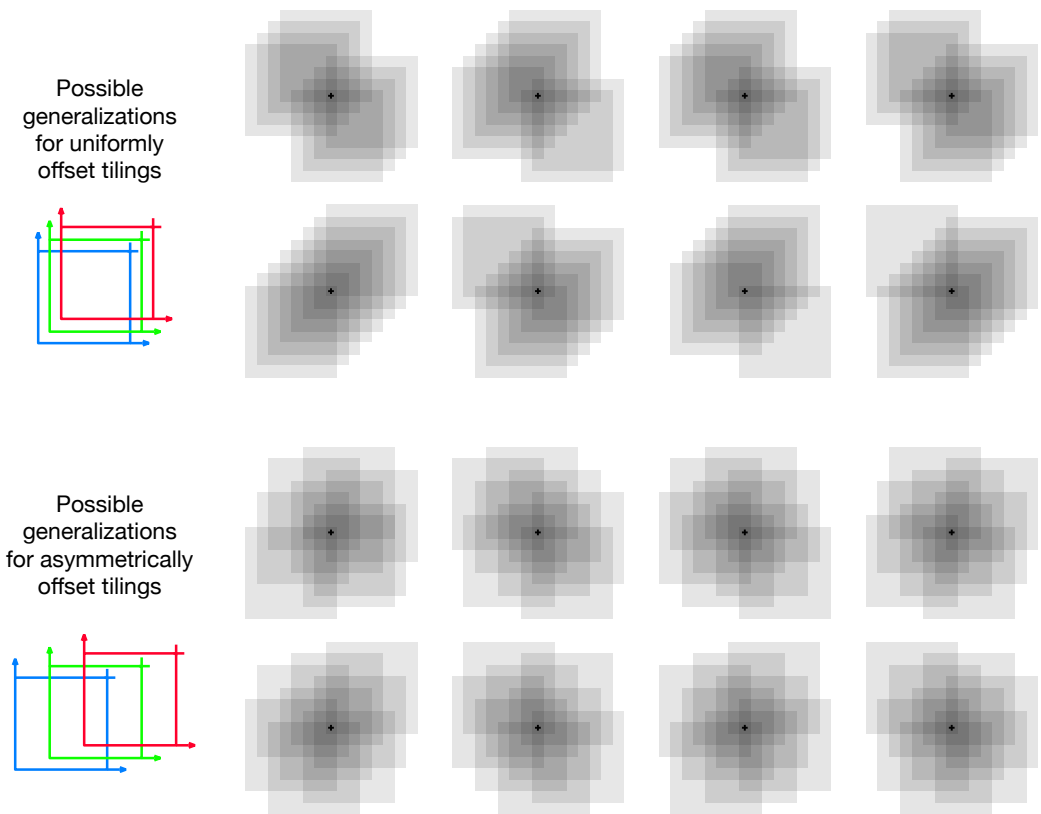 Possible
generalizations
for uniformly
offset tilings
Possible
generalizations
for asymmetrically
offset tilings